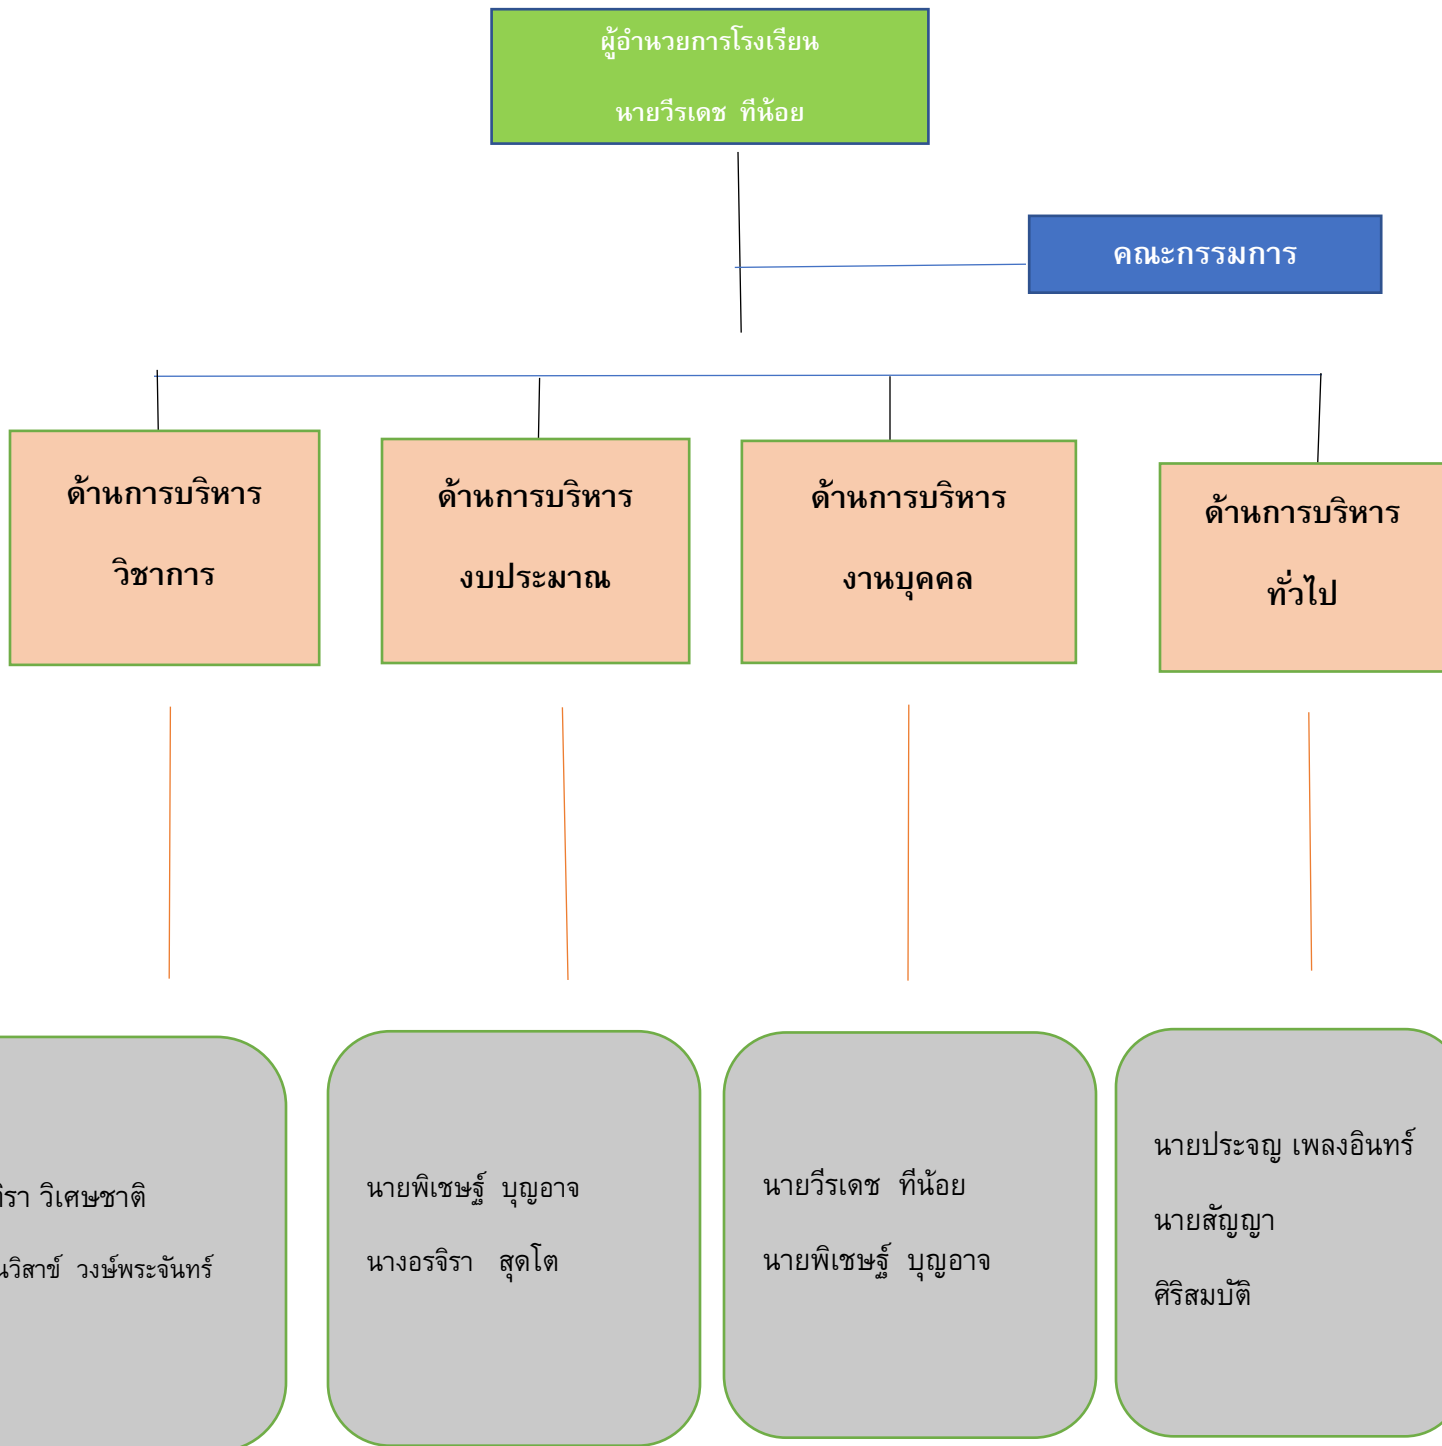 ผู้อำนวยการโรงเรียน
นายวีรเดช ทีน้อย
คณะกรรมการ
ด้านการบริหาร
วิชาการ
ด้านการบริหาร
งบประมาณ
ด้านการบริหาร
งานบุคคล
ด้านการบริหาร
ทั่วไป
วิเศษชาติ
วงษ์พระจันทร์
นายพิเชษฐ์ บุญอาจ
นางอรจิรา สุดโต
นายวีรเดช ทีน้อย
นายพิเชษฐ์ บุญอาจ
นายประจญ เพลงอินทร์
นายสัญญา
ศิริสมบัติ